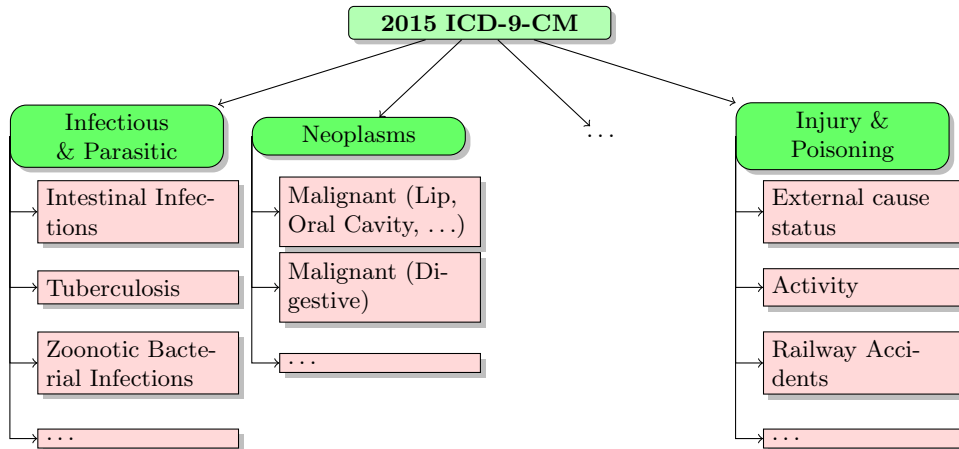 2015 ICD-9-CM
Infectious
& Parasitic
Intestinal Infec-
tions
Tuberculosis
Zoonotic Bacte-
rial Infections
...
Neoplasms
Malignant (Lip,
Oral Cavity, ...)
Malignant (Di-
gestive)
...
...
Injury &
Poisoning
External cause
status
Activity
Railway Acci-
dents
...